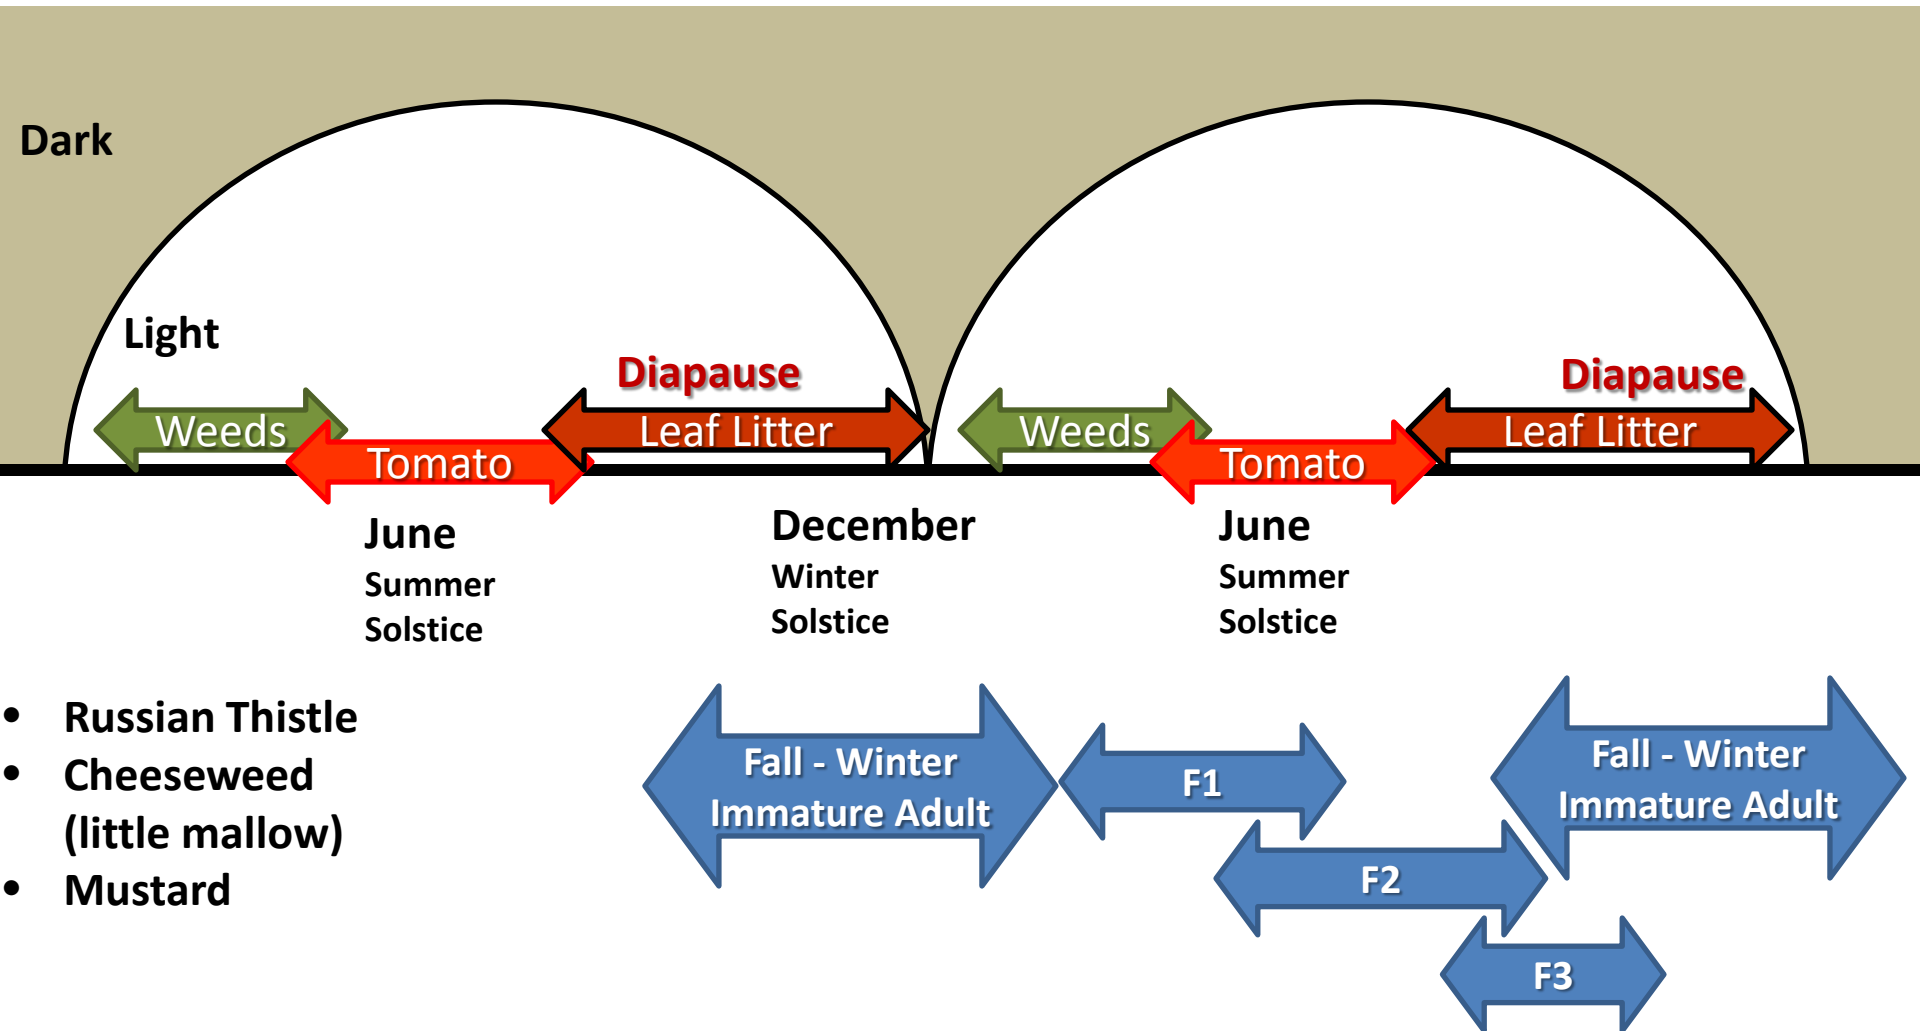 Dark
Light
Diapause
Diapause
Weeds
Leaf Litter
Weeds
Leaf Litter
Tomato
Tomato
June
Summer
Solstice
December
Winter
Solstice
June
Summer
Solstice
• Russian Thistle
• Cheeseweed
(little mallow)
• Mustard
Fall - Winter
Immature Adult
F1
Fall - Winter
Immature Adult
F2
F3